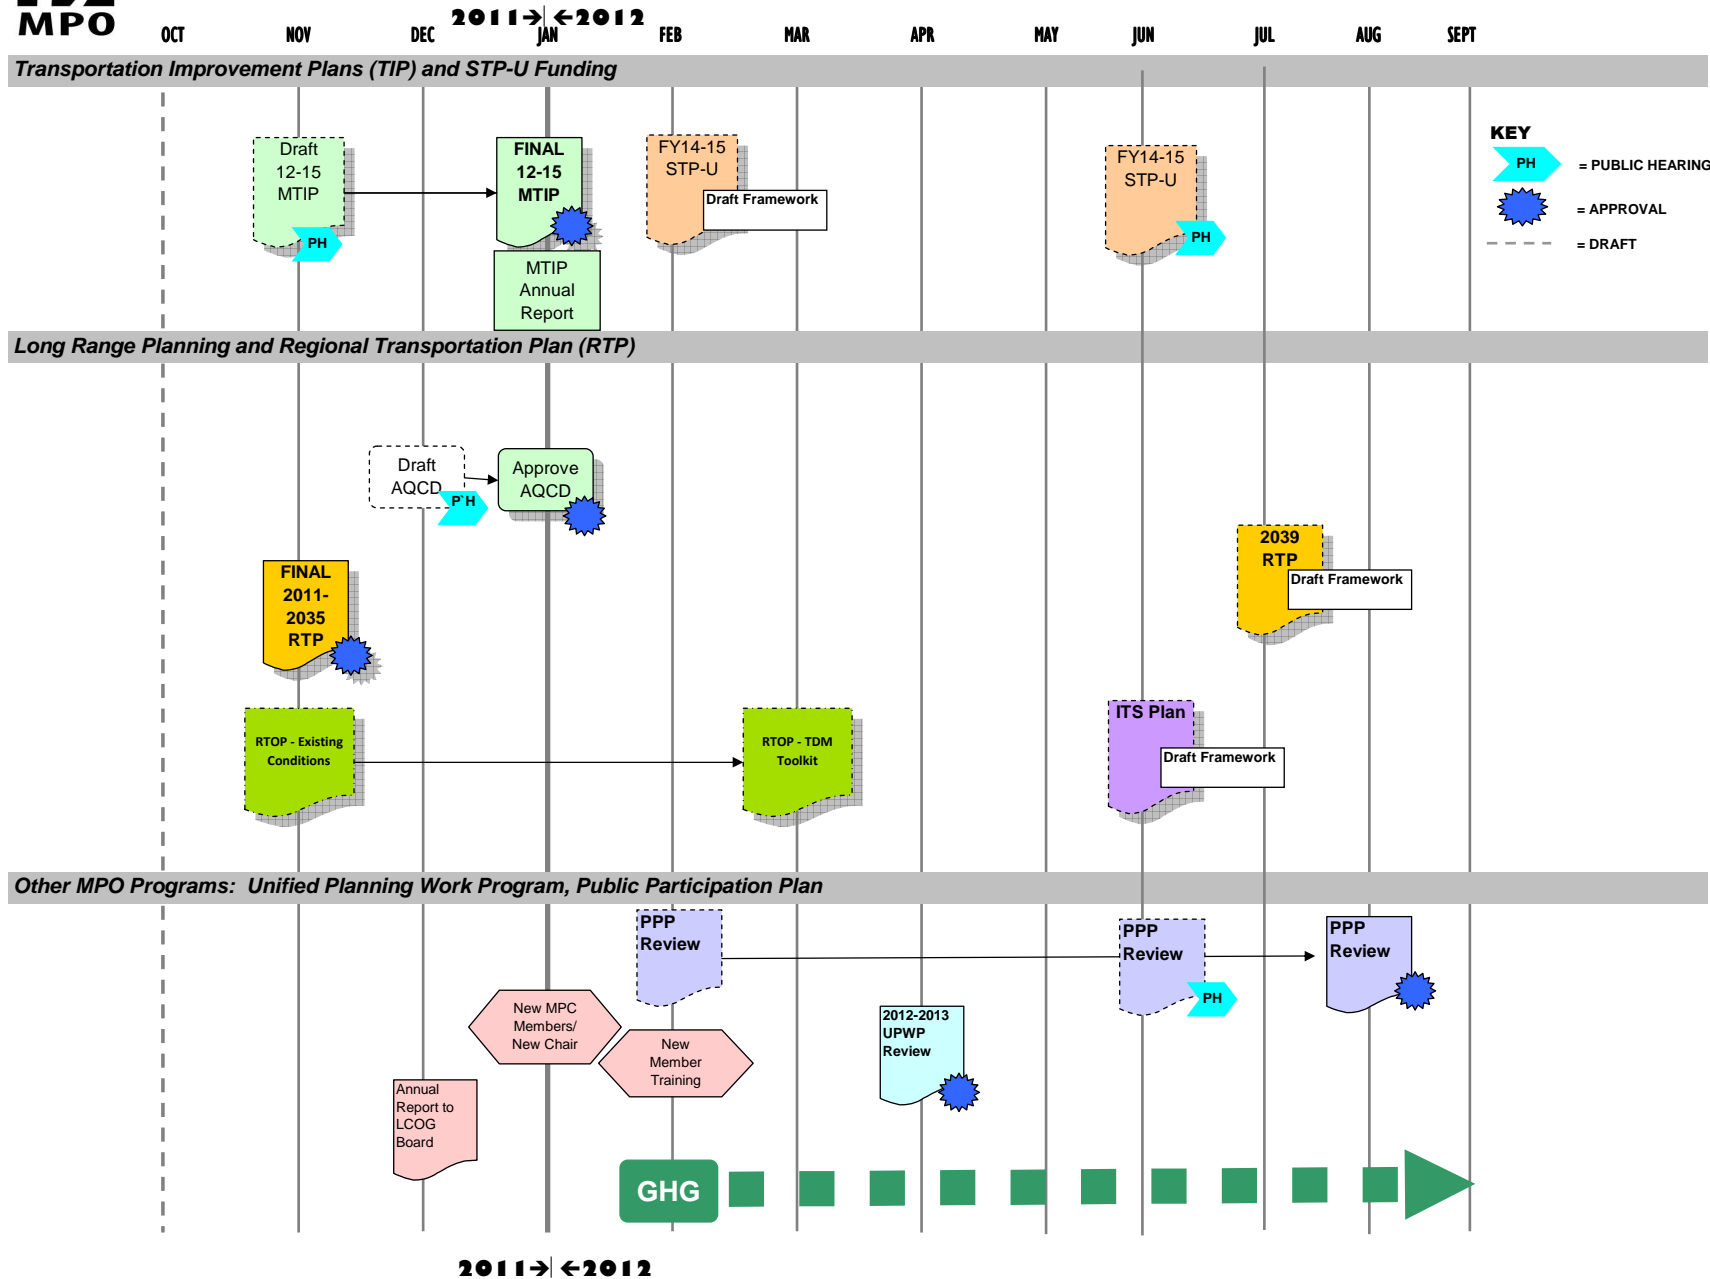 MPO
2011→ ←2012
OCT NOV DEC JAN FEB MAR APR MAY JUN JUL AUG SEPT
Transportation Improvement Plans (TIP) and STP-U Funding
Draft
12-15
MTIP
PH
FINAL
12-15
MTIP
MTIP
Annual
Report
FY14-15
STP-U
Draft Framework
FY14-15
STP-U
PH
KEY
PH = PUBLIC HEARING
= APPROVAL
= DRAFT
Long Range Planning and Regional Transportation Plan (RTP)
Draft
AQCD
P`H
Approve
AQCD
FINAL
2011-
2035
RTP
2039
RTP
Draft Framework
RTOP - Existing
Conditions
RTOP - TDM
Toolkit
ITS Plan
Draft Framework
Other MPO Programs: Unified Planning Work Program, Public Participation Plan
PPP
Review
PPP
Review
PH
PPP
Review
New MPC
Members/
New Chair
New
Member
Training
2012-2013
UPWP
Review
Annual
Report to
LCOG
Board
GHG
2011→ ←2012